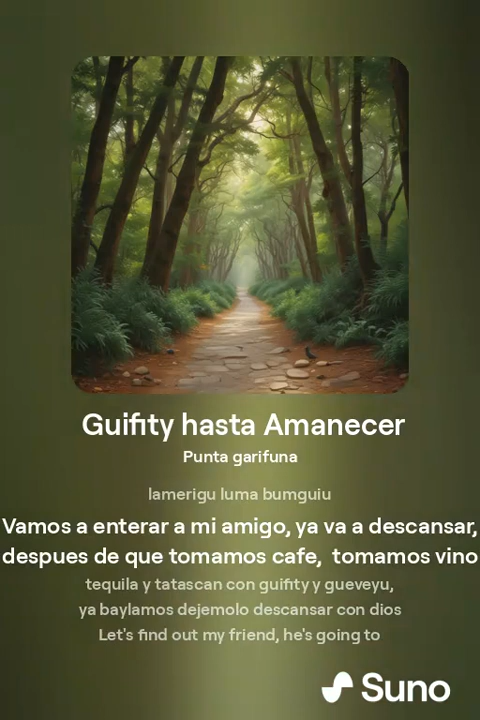 Guifity hasta Amanecer
Punta garifuna
lamerigu luma bumguiu
Vamos a enterar a mi amigo, ya va a descansar,
despues de que tomamos cafe, tomamos vino
tequila y tatascan con guifity y gueveyu,
ya baylamos dejemolo descansar con dios
Let's find out my friend, he's going to
Suno